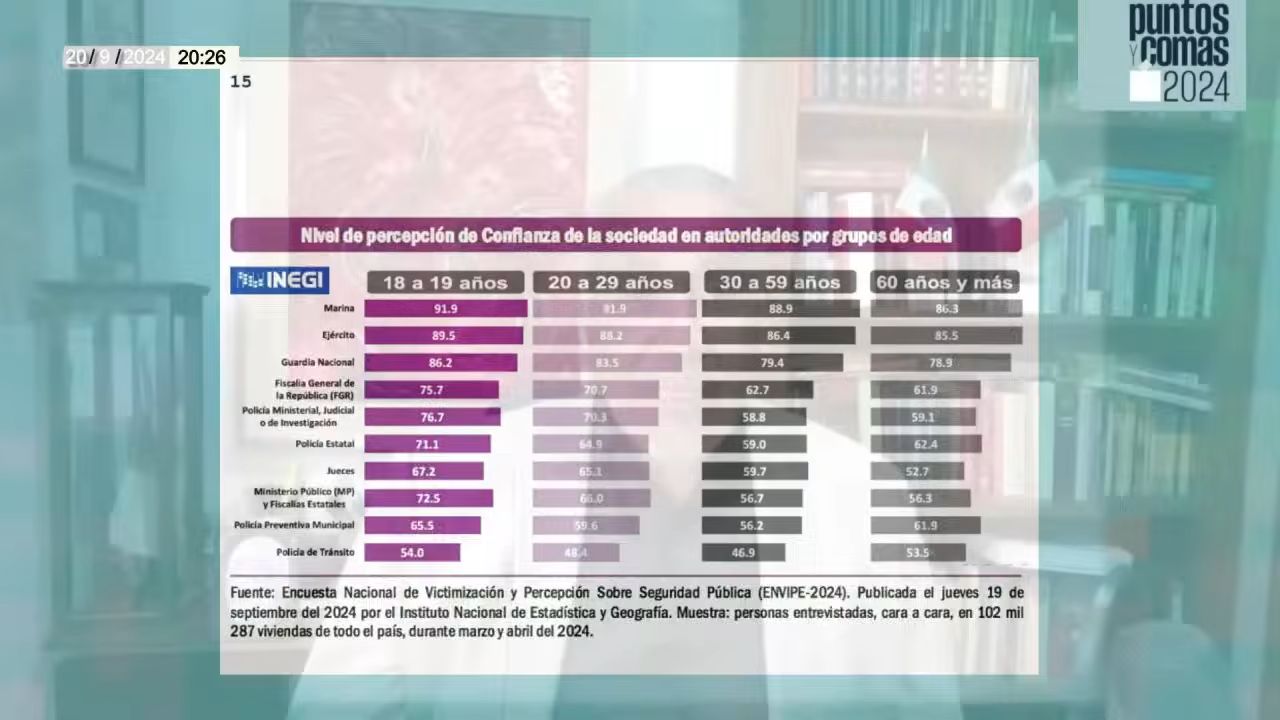 20/9/2024 20:26
puntos
Y comas
2024
15
Nivel de percepción de Confianza de la sociedad en autoridades por grupos de edad
INEGI 18 a 19 años 20 a 29 años 30 a 59 años 60 años y más
Marina 91.9 91.9 88.9 86.3
Ejército 89.5 88.2 86.4 85.5
Guardia Nacional 86.2 83.5 79.4 78.9
Fiscalia General de
la República (FGR) 75.7 70.7 62.7 61.9
Policía Ministerial, Judicial
o de Investigación 76.7 70.3 58.8 59.1
Policía Estatal 71.1 64.9 59.0 62.4
Jueces 67.2 65.1 59.7 52.7
Ministerio Público (MP)
y Fiscalías Estatales 72.5 66.0 56.7 56.3
Policía Preventiva Municipal 65.5 59.6 56.2 61.9
Policia de Tránsito 54.0 48.4 46.9 53.5
Fuente: Encuesta Nacional de Victimización y Percepción Sobre Seguridad Pública (ENVIPE-2024). Publicada el jueves 19 de
septiembre del 2024 por el Instituto Nacional de Estadística y Geografía. Muestra: personas entrevistadas, cara a cara, en 102 mil
287 viviendas de todo el país, durante marzo y abril del 2024.